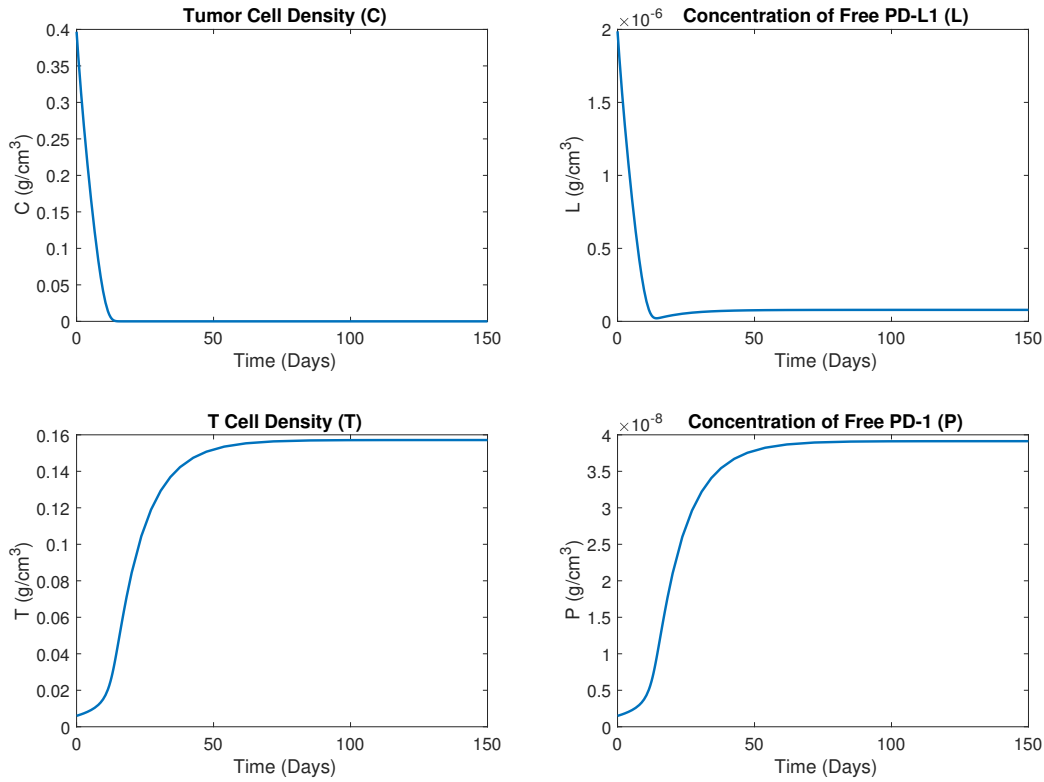 Tumor Cell Density (C)
0.4
0.35
0.3
0.25
0.2
0.15
0.1
0.05
0
C (g/cm³)
0 50 100 150
Time (Days)
Concentration of Free PD-L1 (L)
×10⁻⁶
2
1.5
1
0.5
0
L (g/cm³)
0 50 100 150
Time (Days)
T Cell Density (T)
0.16
0.14
0.12
0.1
0.08
0.06
0.04
0.02
0
T (g/cm³)
0 50 100 150
Time (Days)
Concentration of Free PD-1 (P)
×10⁻⁸
4
3.5
3
2.5
2
1.5
1
0.5
0
P (g/cm³)
0 50 100 150
Time (Days)